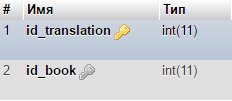 # Имя Тип
1 id_translation int(11)
2 id_book int(11)